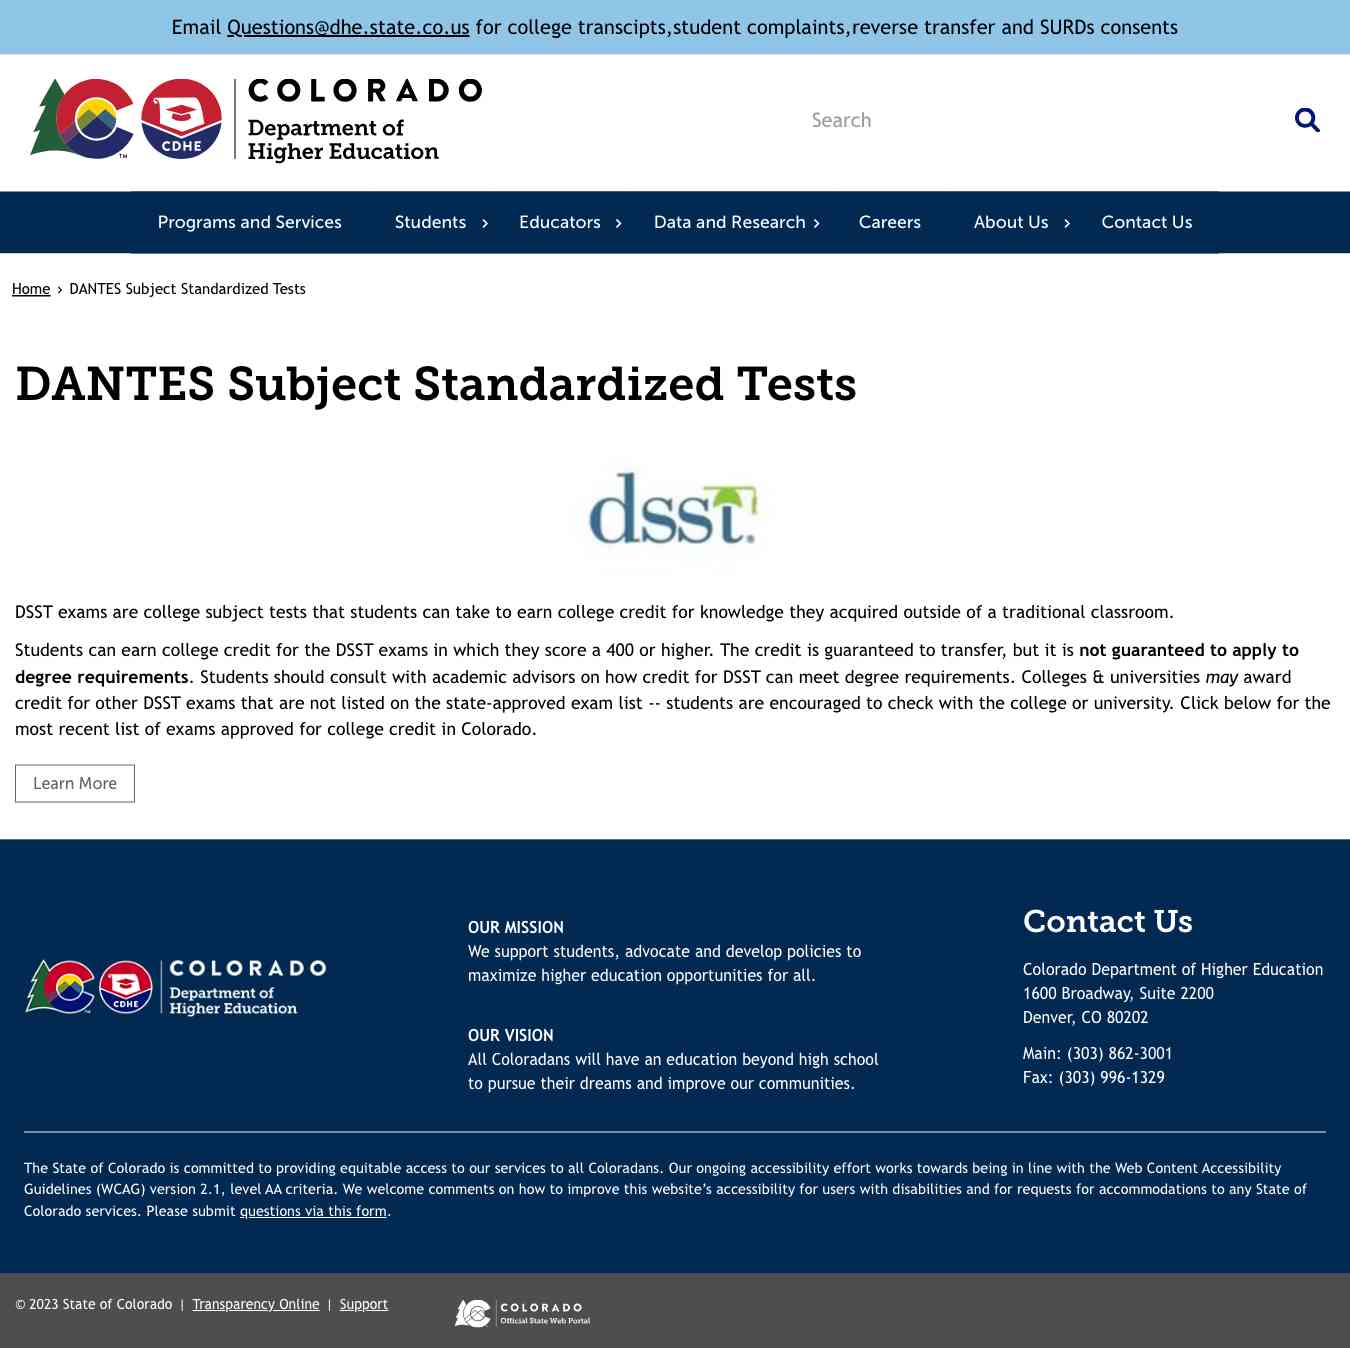 Email Questions@dhe.state.co.us for college transcipts,student complaints,reverse transfer and SURDs consents
CDHE
TM
COLORADO
Department of
Higher Education
Search
Programs and Services Students › Educators › Data and Research › Careers About Us › Contact Us
Home › DANTES Subject Standardized Tests
DANTES Subject Standardized Tests
dsst®
DSST exams are college subject tests that students can take to earn college credit for knowledge they acquired outside of a traditional classroom.
Students can earn college credit for the DSST exams in which they score a 400 or higher. The credit is guaranteed to transfer, but it is not guaranteed to apply to
degree requirements. Students should consult with academic advisors on how credit for DSST can meet degree requirements. Colleges & universities may award
credit for other DSST exams that are not listed on the state-approved exam list -- students are encouraged to check with the college or university. Click below for the
most recent list of exams approved for college credit in Colorado.
Learn More
CDHE
TM
COLORADO
Department of
Higher Education
OUR MISSION
We support students, advocate and develop policies to
maximize higher education opportunities for all.
OUR VISION
All Coloradans will have an education beyond high school
to pursue their dreams and improve our communities.
Contact Us
Colorado Department of Higher Education
1600 Broadway, Suite 2200
Denver, CO 80202
Main: (303) 862-3001
Fax: (303) 996-1329
The State of Colorado is committed to providing equitable access to our services to all Coloradans. Our ongoing accessibility effort works towards being in line with the Web Content Accessibility
Guidelines (WCAG) version 2.1, level AA criteria. We welcome comments on how to improve this website's accessibility for users with disabilities and for requests for accommodations to any State of
Colorado services. Please submit questions via this form.
© 2023 State of Colorado | Transparency Online | Support
COLORADO
Official State Web Portal